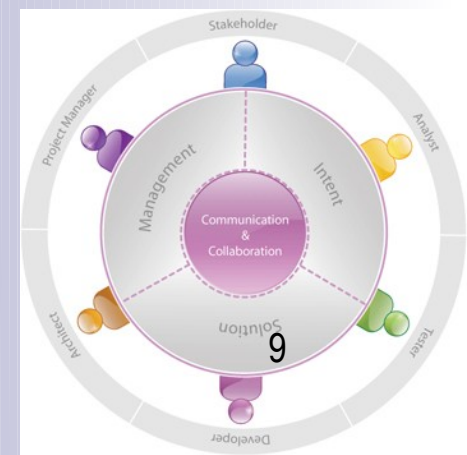 Stakeholder
Project Manager
Analyst
Management
Intent
Communication
&
Collaboration
Solution
9
Architect
Tester
Developer